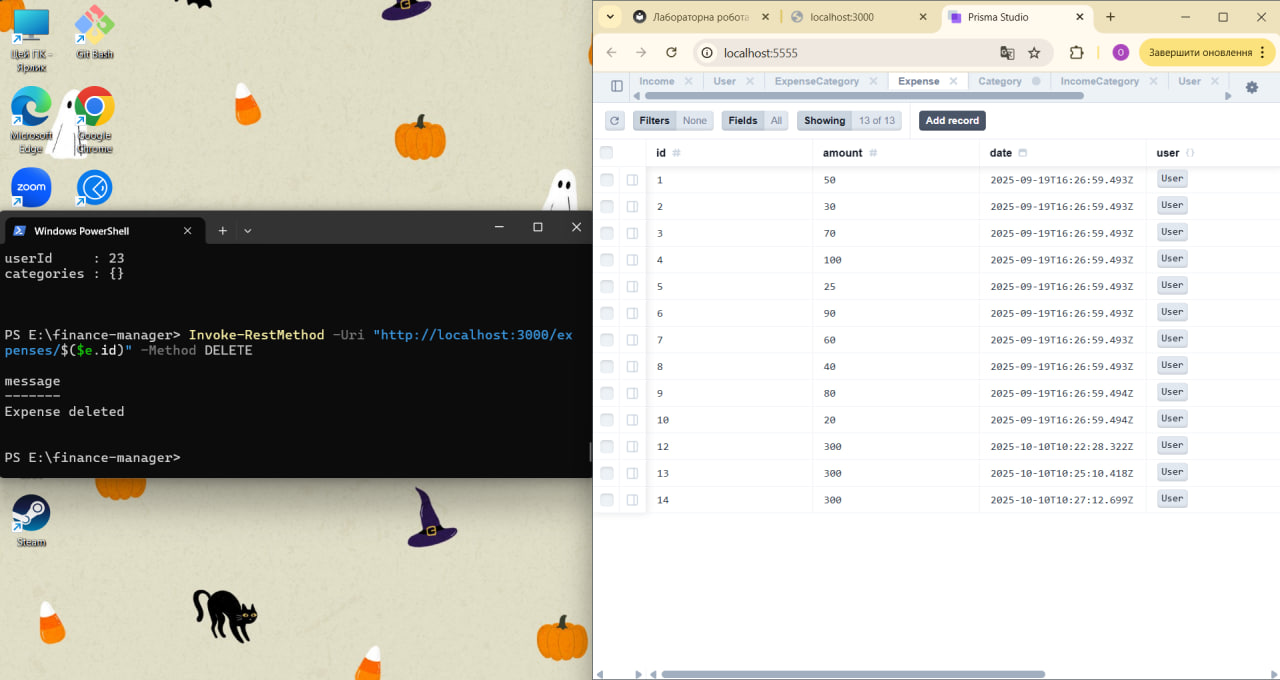 Цей ПК -
Ярлик
Git Bash
Microsoft
Edge
Google
Chrome
zoom
Windows PowerShell
userId     : 23
categories : {}
PS E:\finance-manager> Invoke-RestMethod -Uri "http://localhost:3000/ex
penses/$($e.id)" -Method DELETE
message
-------
Expense deleted
PS E:\finance-manager>
Steam
Лабораторна робота
localhost:3000
Prisma Studio
localhost:5555
O
Завершити оновлення
Income
User
ExpenseCategory
Expense
Category
IncomeCategory
User
Filters None
Fields All
Showing 13 of 13
Add record
id # amount # date user {}
1 50 2025-09-19T16:26:59.493Z User
2 30 2025-09-19T16:26:59.493Z User
3 70 2025-09-19T16:26:59.493Z User
4 100 2025-09-19T16:26:59.493Z User
5 25 2025-09-19T16:26:59.493Z User
6 90 2025-09-19T16:26:59.493Z User
7 60 2025-09-19T16:26:59.493Z User
8 40 2025-09-19T16:26:59.493Z User
9 80 2025-09-19T16:26:59.494Z User
10 20 2025-09-19T16:26:59.494Z User
12 300 2025-10-10T10:22:28.322Z User
13 300 2025-10-10T10:25:10.418Z User
14 300 2025-10-10T10:27:12.699Z User